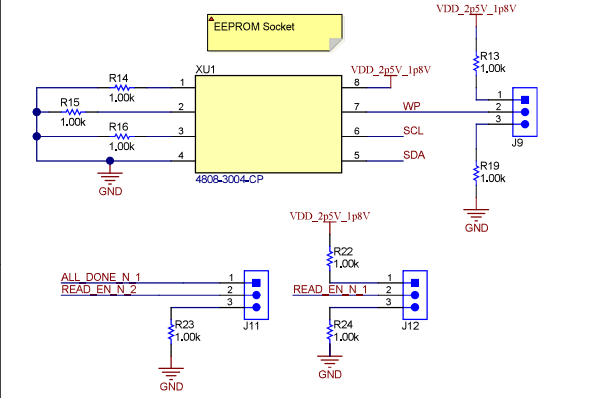 EEPROM Socket
VDD_2p5V_1p8V
R13
1.00k
XU1
VDD_2p5V_1p8V
R14
1.00k
1
8
R15
1.00k
2
7
WP
1
2
3
J9
R16
1.00k
3
6
SCL
4
5
SDA
4808-3004-CP
GND
R19
1.00k
GND
VDD_2p5V_1p8V
R22
1.00k
ALL_DONE_N_1
READ_EN_N_2
1
2
3
J11
READ_EN_N_1
1
2
3
J12
R23
1.00k
R24
1.00k
GND
GND